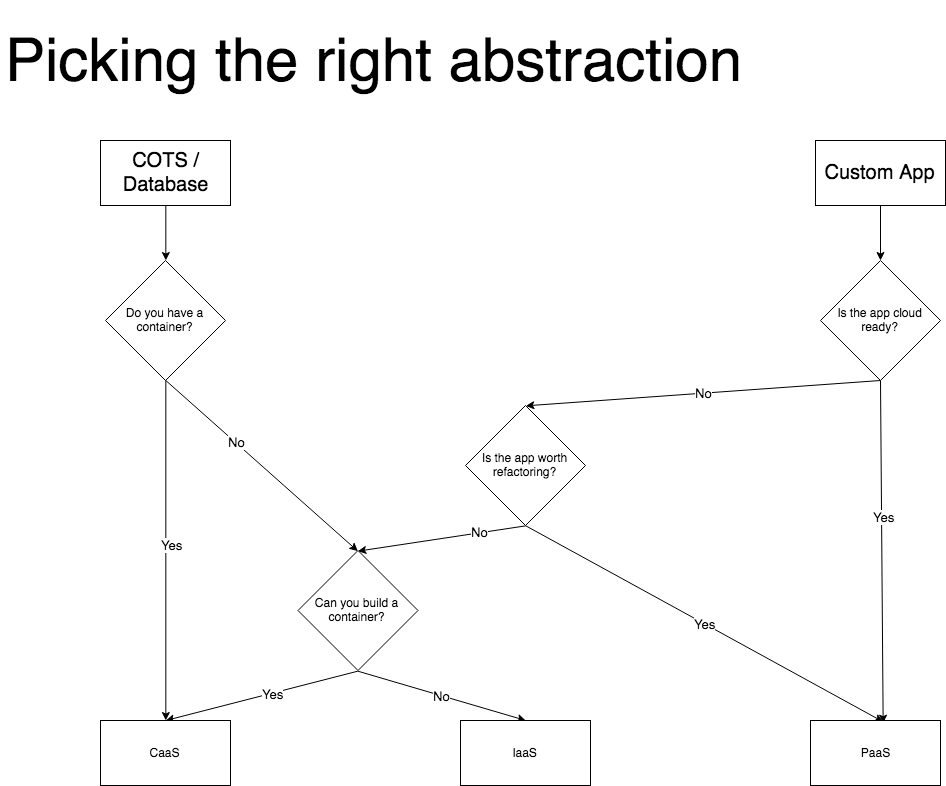 Picking the right abstraction
COTS /
Database
Custom App
Do you have a
container?
Is the app cloud
ready?
No
No
Is the app worth
refactoring?
Yes
No
Yes
Can you build a
container?
Yes
Yes
No
CaaS
IaaS
PaaS